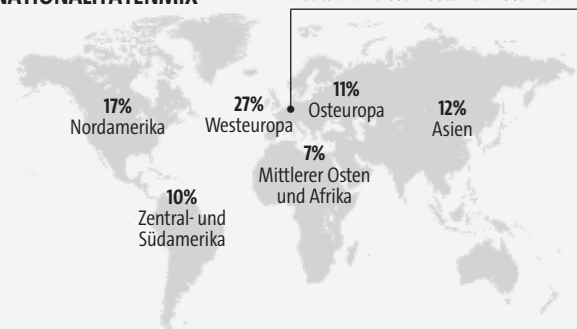 NATIONALITÄTENMIX
17%
Nordamerika
27%
Westeuropa
11%
Osteuropa
12%
Asien
7%
Mittlerer Osten
und Afrika
10%
Zentral- und
Südamerika